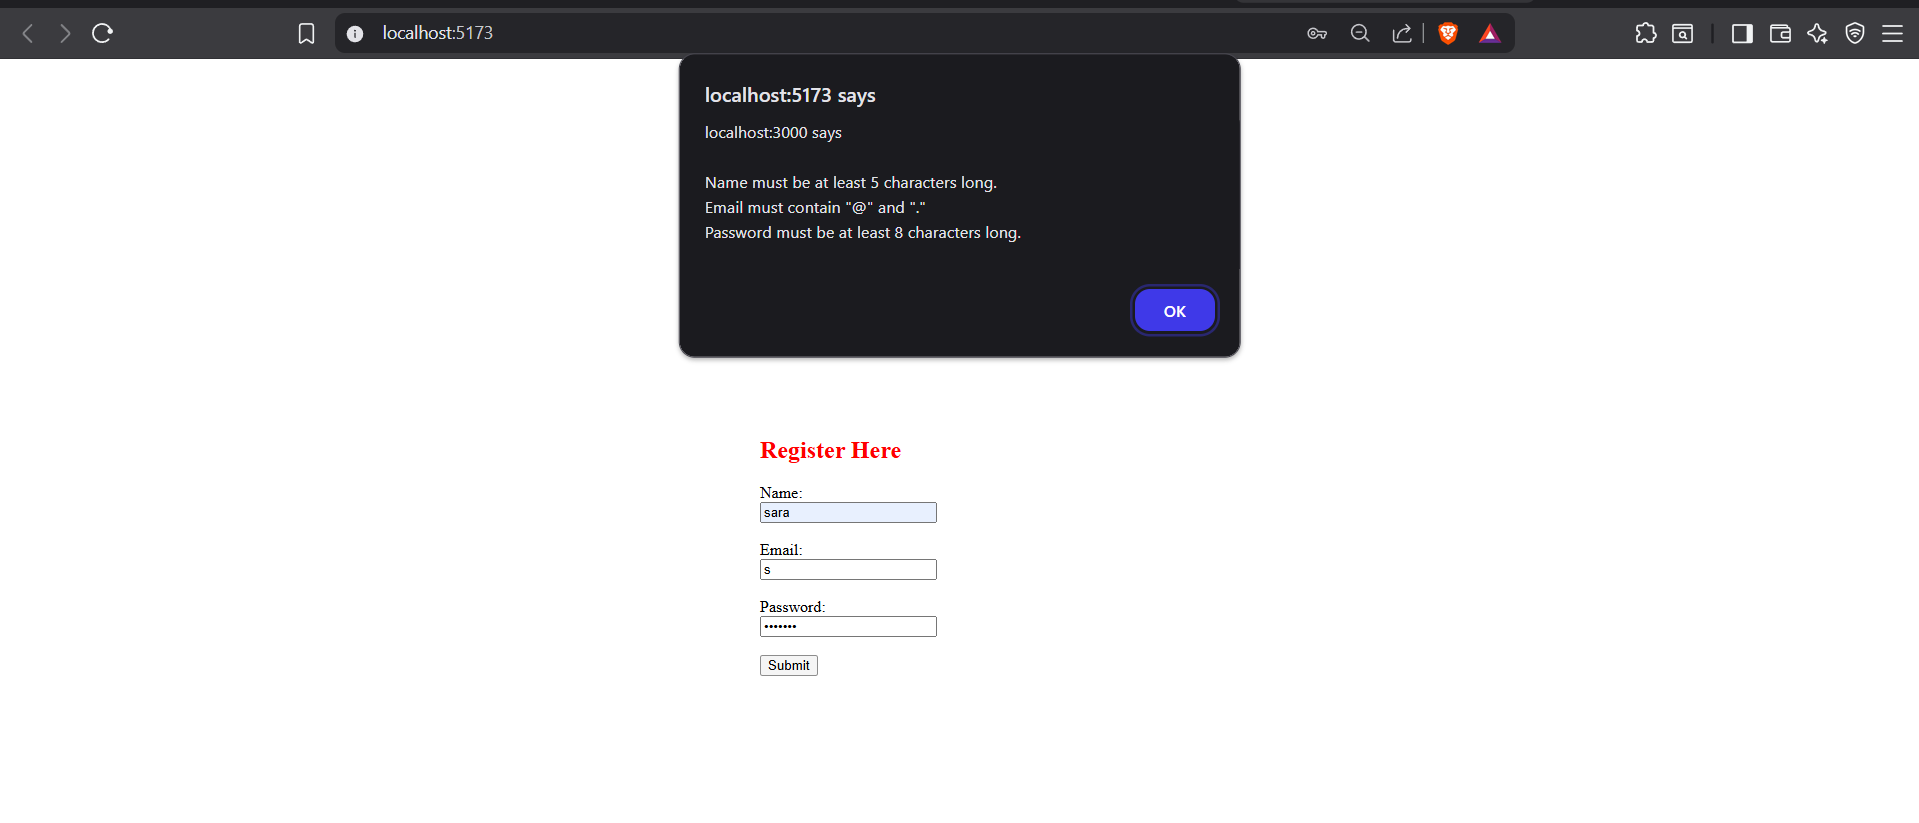 localhost:5173
localhost:5173 says
localhost:3000 says
Name must be at least 5 characters long.
Email must contain "@" and "."
Password must be at least 8 characters long.
OK
Register Here
Name:
sara
Email:
s
Password:
•••••••
Submit